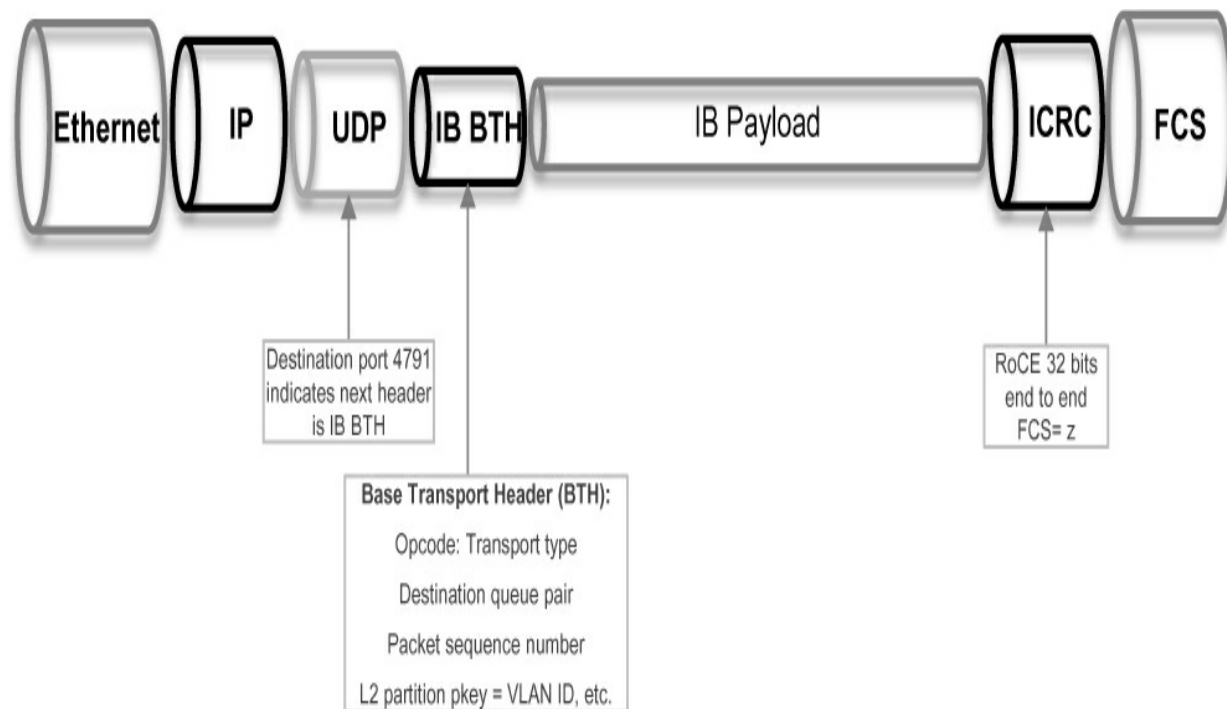 Ethernet
IP
UDP
IB BTH
IB Payload
ICRC
FCS
Destination port 4791
indicates next header
is IB BTH
RoCE 32 bits
end to end
FCS= z
Base Transport Header (BTH):
Opcode: Transport type
Destination queue pair
Packet sequence number
L2 partition pkey = VLAN ID, etc.